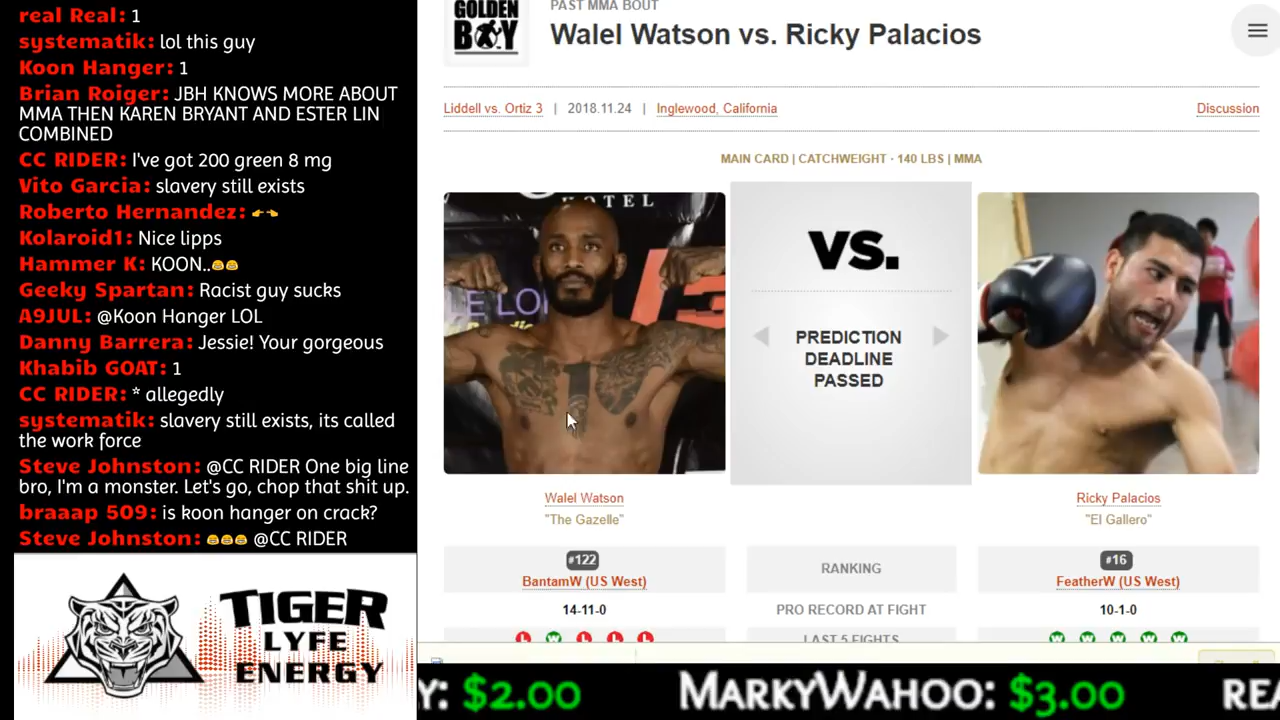 real Real: 1
systematik: lol this guy
Koon Hanger: 1
Brian Roiger: JBH KNOWS MORE ABOUT
MMA THEN KAREN BRYANT AND ESTER LIN
COMBINED
CC RIDER: I've got 200 green 8 mg
Vito Garcia: slavery still exists
Roberto Hernandez: 👉👈
Kolaroid1: Nice lipps
Hammer K: KOON..😂😂
Geeky Spartan: Racist guy sucks
A9JUL: @Koon Hanger LOL
Danny Barrera: Jessie! Your gorgeous
Khabib GOAT: 1
CC RIDER: * allegedly
systematik: slavery still exists, its called
the work force
Steve Johnston: @CC RIDER One big line
bro, I'm a monster. Let's go, chop that shit up.
braaap 509: is koon hanger on crack?
Steve Johnston: 😂😂😂 @CC RIDER
TIGER
LYFE
ENERGY
GOLDEN
BOY
PAST MMA BOUT
Walel Watson vs. Ricky Palacios
Liddell vs. Ortiz 3 | 2018.11.24 | Inglewood, California
Discussion
MAIN CARD | CATCHWEIGHT · 140 LBS | MMA
HOTEL
VS.
PREDICTION
DEADLINE
PASSED
Walel Watson
"The Gazelle"
Ricky Palacios
"El Gallero"
#122
BantamW (US West)
RANKING
#16
FeatherW (US West)
14-11-0
PRO RECORD AT FIGHT
10-1-0
L W L L L
LAST 5 FIGHTS
W W W W W
Y: $2.00 MARKYWAHOO: $3.00 REA